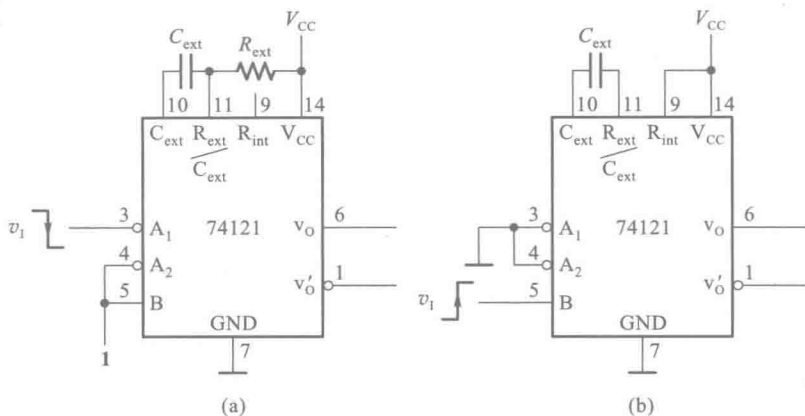 V_CC
C_ext
R_ext
10 11 9 14
C_ext R_ext R_int V_CC
C_ext
v_I
3 A_1 74121 v_O 6
4 A_2
5 B v'_O 1
GND
1
7
(a)
V_CC
C_ext
10 11 9 14
C_ext R_ext R_int V_CC
C_ext
3 A_1 74121 v_O 6
4 A_2
v_I
5 B v'_O 1
GND
7
(b)